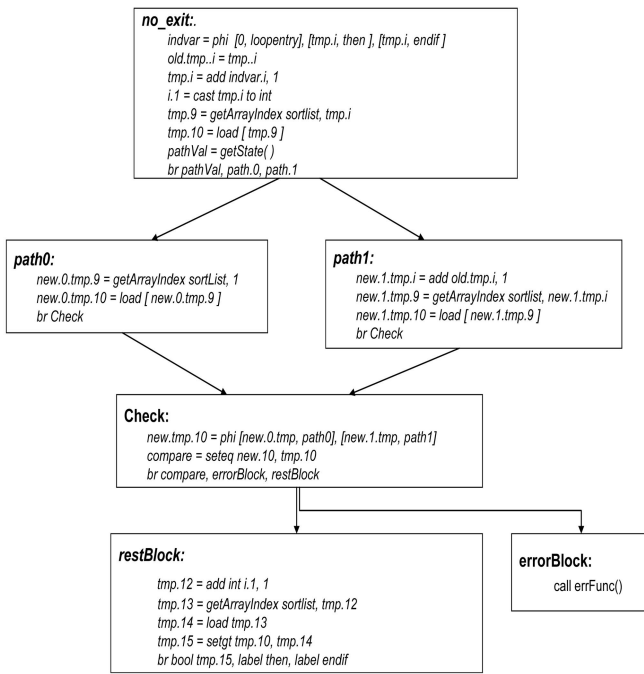 no_exit:.
indvar = phi [0, loopentry], [tmp.i, then ], [tmp.i, endif ]
old.tmp..i = tmp..i
tmp.i = add indvar.i, 1
i.1 = cast tmp.i to int
tmp.9 = getArrayIndex sortlist, tmp.i
tmp.10 = load [ tmp.9 ]
pathVal = getState( )
br pathVal, path.0, path.1
path0:
new.0.tmp.9 = getArrayIndex sortList, 1
new.0.tmp.10 = load [ new.0.tmp.9 ]
br Check
path1:
new.1.tmp.i = add old.tmp.i, 1
new.1.tmp.9 = getArrayIndex sortlist, new.1.tmp.i
new.1.tmp.10 = load [ new.1.tmp.9 ]
br Check
Check:
new.tmp.10 = phi [new.0.tmp, path0], [new.1.tmp, path1]
compare = seteq new.10, tmp.10
br compare, errorBlock, restBlock
restBlock:
tmp.12 = add int i.1, 1
tmp.13 = getArrayIndex sortlist, tmp.12
tmp.14 = load tmp.13
tmp.15 = setgt tmp.10, tmp.14
br bool tmp.15, label then, label endif
errorBlock:
call errFunc()